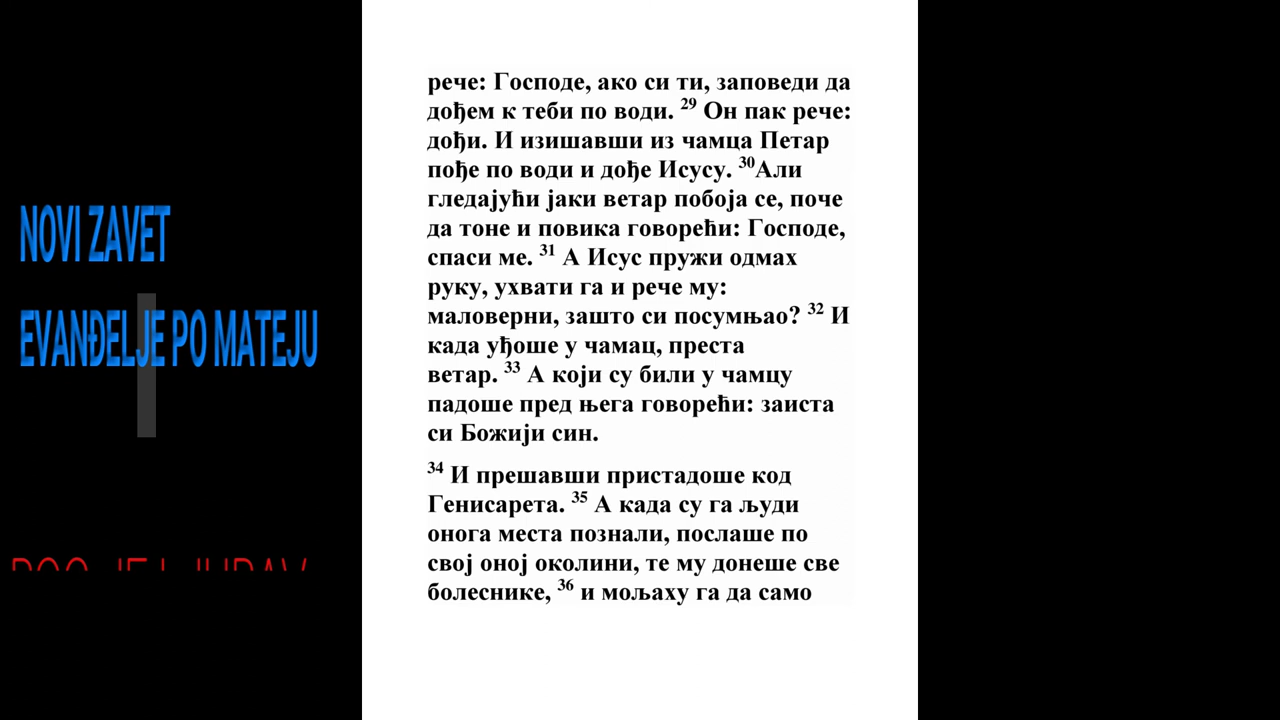 NOVI ZAVET
EVANĐELJE PO MATEJU
рече: Господе, ако си ти, заповеди да
дођем к теби по води. 29 Он пак рече:
дођи. И изишавши из чамца Петар
пође по води и дође Исусу. 30Али
гледајући јаки ветар побоја се, поче
да тоне и повика говорећи: Господе,
спаси ме. 31 А Исус пружи одмах
руку, ухвати га и рече му:
маловерни, зашто си посумњао? 32 И
када уђоше у чамац, преста
ветар. 33 А који су били у чамцу
падоше пред њега говорећи: заиста
си Божији син.
34 И прешавши пристадоше код
Генисарета. 35 А када су га људи
онога места познали, послаше по
свој оној околини, те му донеше све
болеснике, 36 и мољаху га да само